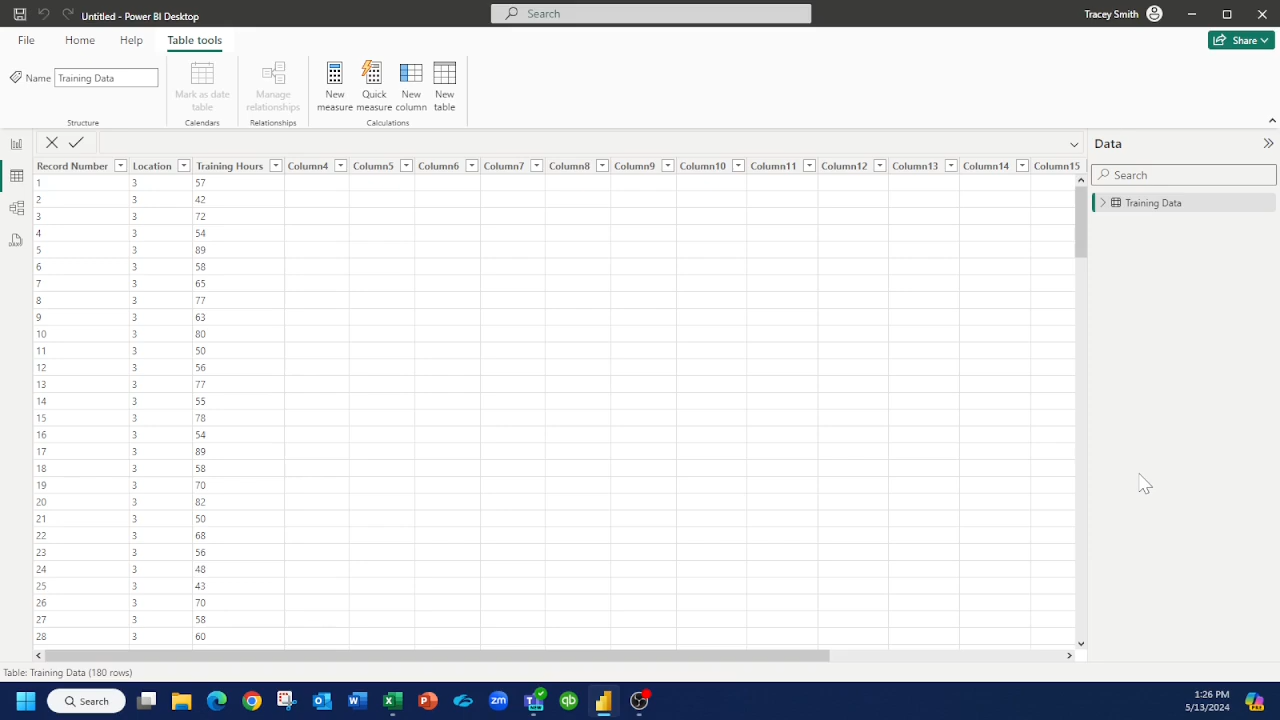 Untitled - Power BI Desktop
Search
Tracey Smith
File Home Help Table tools
Share
Name Training Data
Mark as date table
Manage relationships
New measure
Quick measure
New column
New table
Structure
Calendars
Relationships
Calculations
Data
Search
Training Data
Record Number Location Training Hours Column4 Column5 Column6 Column7 Column8 Column9 Column10 Column11 Column12 Column13 Column14 Column15
1 3 57
2 3 42
3 3 72
4 3 54
5 3 89
6 3 58
7 3 65
8 3 77
9 3 63
10 3 80
11 3 50
12 3 56
13 3 77
14 3 55
15 3 78
16 3 54
17 3 89
18 3 58
19 3 70
20 3 82
21 3 50
22 3 68
23 3 56
24 3 48
25 3 43
26 3 70
27 3 58
28 3 60
Table: Training Data (180 rows)
Search
1:26 PM
5/13/2024